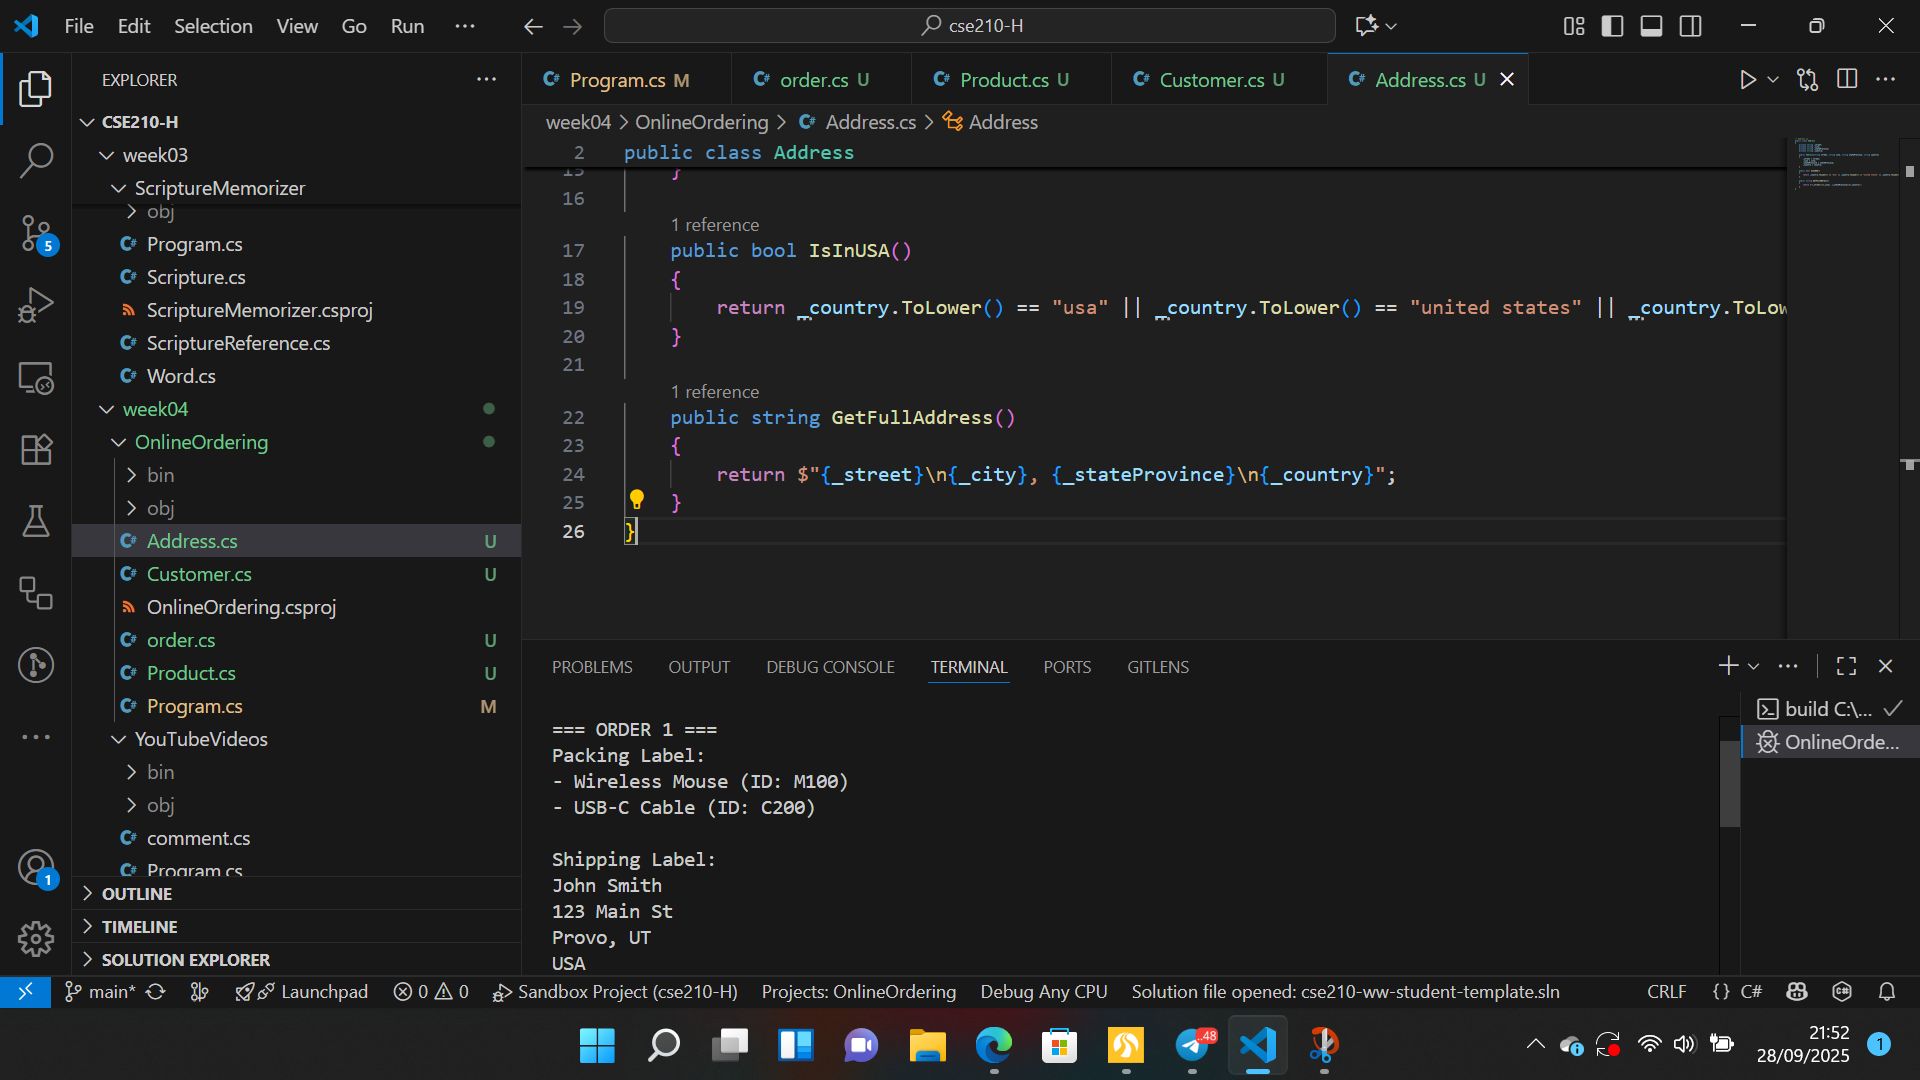 File Edit Selection View Go Run ···
cse210-H
EXPLORER
Program.cs M
order.cs U
Product.cs U
Customer.cs U
Address.cs U
week04 > OnlineOrdering > Address.cs > Address
CSE210-H
week03
ScriptureMemorizer
obj
Program.cs
Scripture.cs
ScriptureMemorizer.csproj
ScriptureReference.cs
Word.cs
week04
OnlineOrdering
bin
obj
Address.cs U
Customer.cs U
OnlineOrdering.csproj
order.cs U
Product.cs U
Program.cs M
YouTubeVideos
bin
obj
comment.cs
Program.cs
OUTLINE
TIMELINE
SOLUTION EXPLORER
5
1
2 public class Address
15 }
16
1 reference
17 public bool IsInUSA()
18 {
19 return _country.ToLower() == "usa" || _country.ToLower() == "united states" || _country.ToLow
20 }
21
1 reference
22 public string GetFullAddress()
23 {
24 return $"{_street}\n{_city}, {_stateProvince}\n{_country}";
25 }
26 }
PROBLEMS OUTPUT DEBUG CONSOLE TERMINAL PORTS GITLENS
=== ORDER 1 ===
Packing Label:
- Wireless Mouse (ID: M100)
- USB-C Cable (ID: C200)
Shipping Label:
John Smith
123 Main St
Provo, UT
USA
build C:\...
OnlineOrde...
main* Launchpad 0 0 Sandbox Project (cse210-H) Projects: OnlineOrdering Debug Any CPU Solution file opened: cse210-ww-student-template.sln CRLF {} C#
..48
21:52
28/09/2025
1